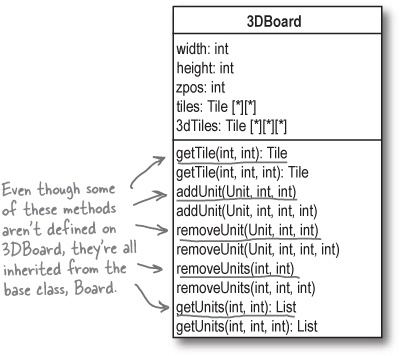 3DBoard
width: int
height: int
zpos: int
tiles: Tile [*][*]
3dTiles: Tile [*][*][*]
getTile(int, int): Tile
getTile(int, int, int): Tile
addUnit(Unit, int, int)
addUnit(Unit, int, int, int)
removeUnit(Unit, int, int)
removeUnit(Unit, int, int, int)
removeUnits(int, int)
removeUnits(int, int, int)
getUnits(int, int): List
getUnits(int, int, int): List
Even though some
of these methods
aren't defined on
3DBoard, they're all
inherited from the
base class, Board.